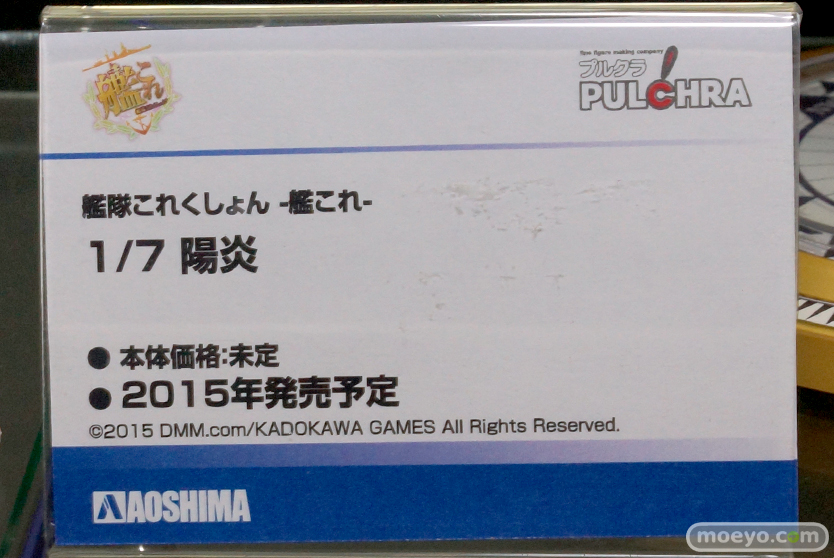 艦これ
New figure making company
プルクラ
PULCHRA
艦隊これくしょん -艦これ-
1/7 陽炎
● 本体価格:未定
● 2015年発売予定
©2015 DMM.com/KADOKAWA GAMES All Rights Reserved.
AOSHIMA
moeyo.com